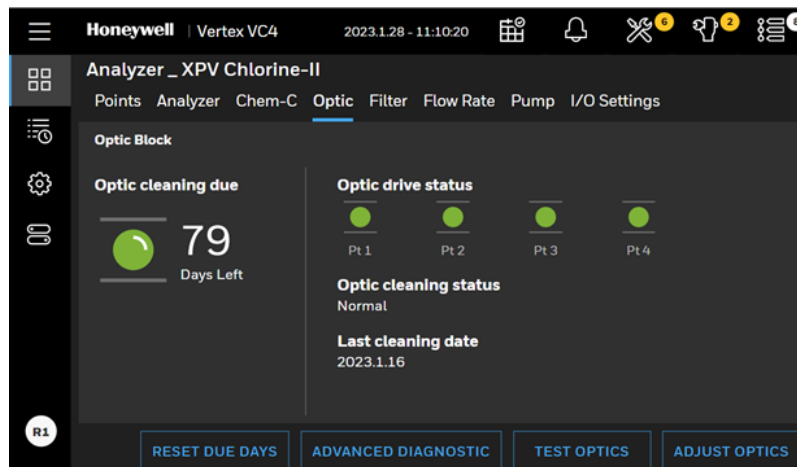 Honeywell | Vertex VC4 2023.1.28 - 11:10:20 6 2 8
Analyzer _ XPV Chlorine-II
Points Analyzer Chem-C Optic Filter Flow Rate Pump I/O Settings
Optic Block
Optic cleaning due
79
Days Left
Optic drive status
Pt 1 Pt 2 Pt 3 Pt 4
Optic cleaning status
Normal
Last cleaning date
2023.1.16
R1
RESET DUE DAYS ADVANCED DIAGNOSTIC TEST OPTICS ADJUST OPTICS